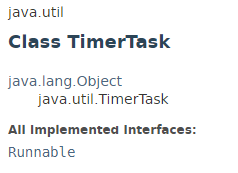 java.util
Class TimerTask
java.lang.Object
java.util.TimerTask
All Implemented Interfaces:
Runnable